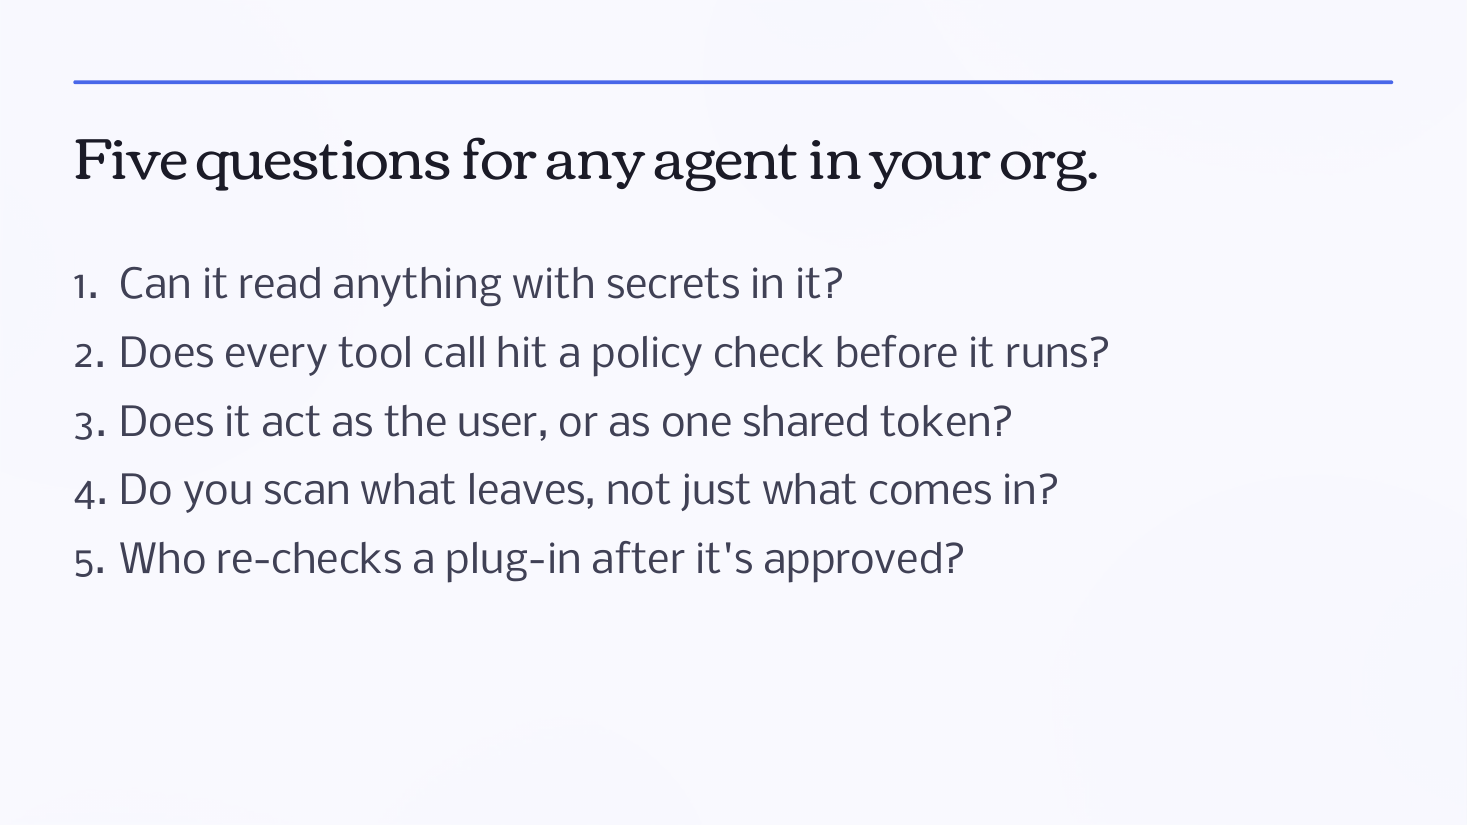 Five questions for any agent in your org.
1. Can it read anything with secrets in it?
2. Does every tool call hit a policy check before it runs?
3. Does it act as the user, or as one shared token?
4. Do you scan what leaves, not just what comes in?
5. Who re-checks a plug-in after it's approved?